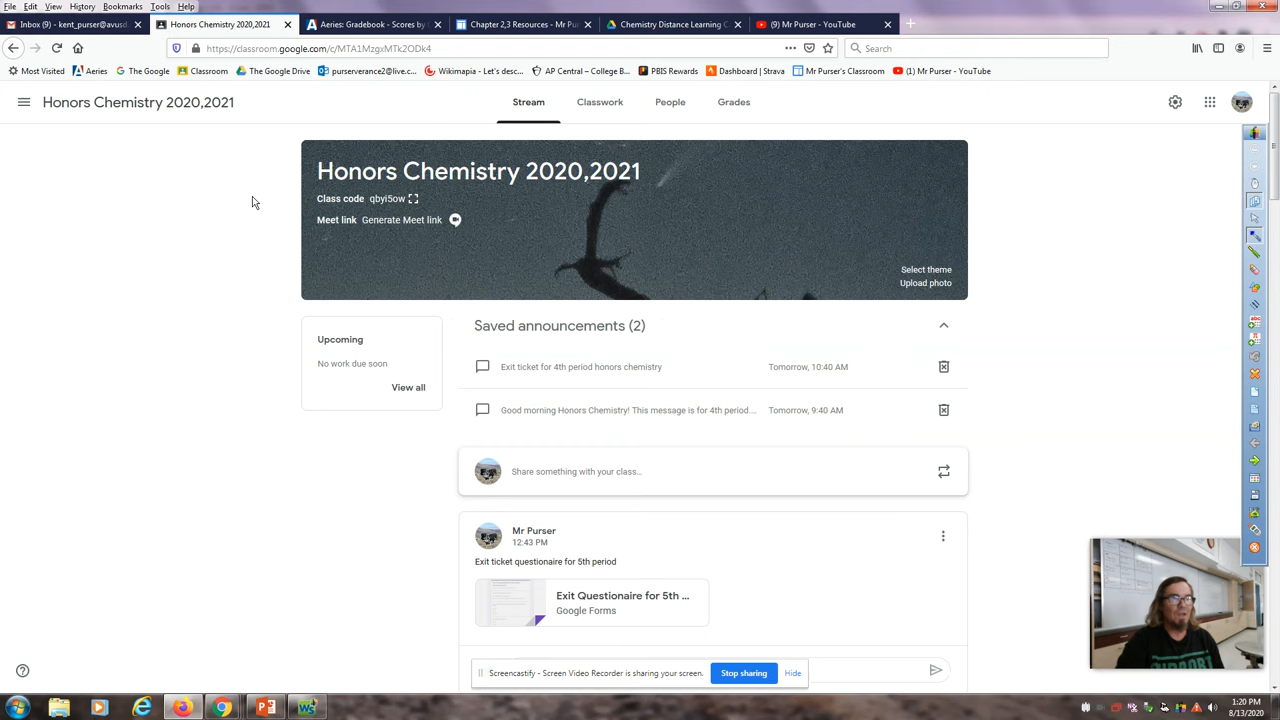 File Edit View History Bookmarks Tools Help
Inbox (9) - kent_purser@avusd Honors Chemistry 2020,2021 Aeries: Gradebook - Scores by Chapter 2,3 Resources - Mr Pur Chemistry Distance Learning C (9) Mr Purser - YouTube
https://classroom.google.com/c/MTA1MzgxMTk2ODk4 Search
Most Visited Aeries The Google Classroom The Google Drive purserverance2@live.c... Wikimapia - Let's desc... AP Central – College B... PBIS Rewards Dashboard | Strava Mr Purser's Classroom (1) Mr Purser - YouTube
Honors Chemistry 2020,2021 Stream Classwork People Grades
Honors Chemistry 2020,2021
Class code qbyi5ow
Meet link Generate Meet link
Select theme
Upload photo
Upcoming
No work due soon
View all
Saved announcements (2)
Exit ticket for 4th period honors chemistry Tomorrow, 10:40 AM
Good morning Honors Chemistry! This message is for 4th period.... Tomorrow, 9:40 AM
Share something with your class…
Mr Purser
12:43 PM
Exit ticket questionaire for 5th period
Exit Questionaire for 5th ...
Google Forms
Screencastify - Screen Video Recorder is sharing your screen. Stop sharing Hide
1:20 PM
8/13/2020